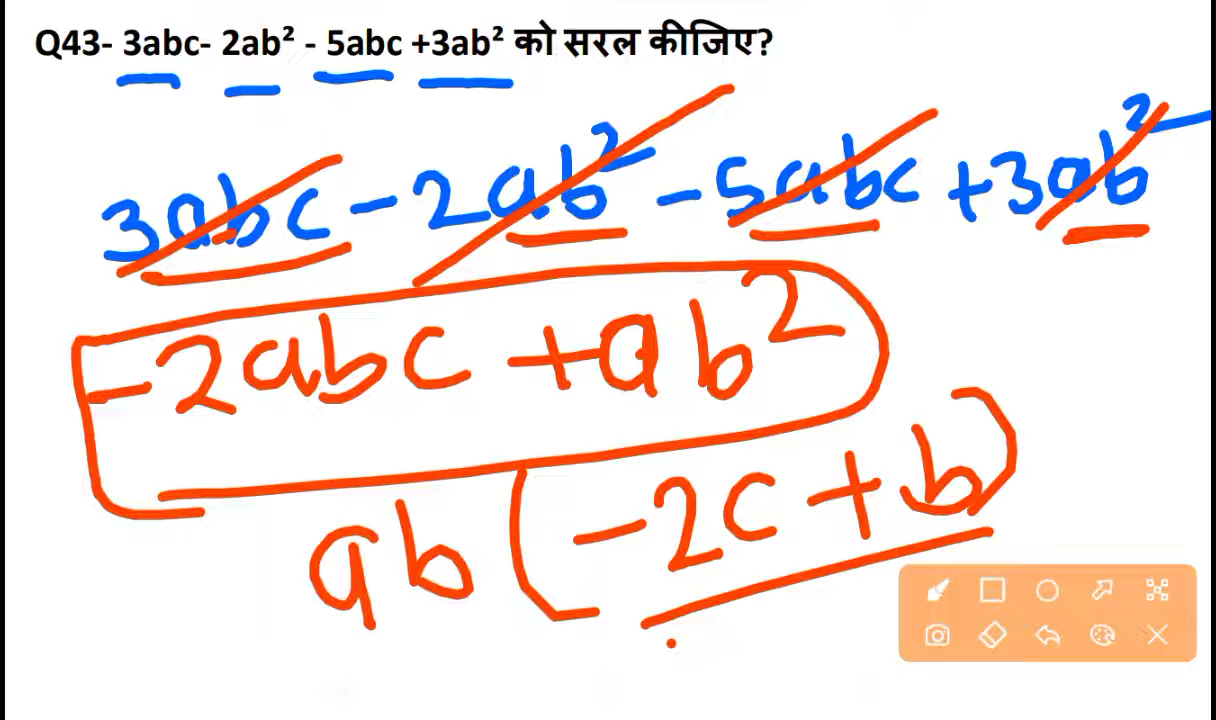 Q43- 3abc- 2ab² - 5abc +3ab² को सरल कीजिए?
3abc - 2ab² - 5abc +3ab²
-2abc +ab²
ab(-2c+b)